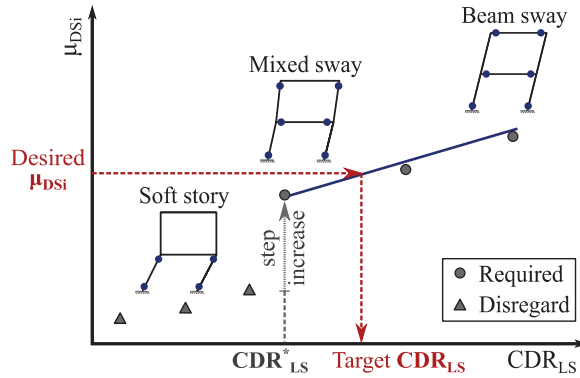 μDSi
Beam sway
Mixed sway
Desired
μDSi
Soft story
step
increase
Required
Disregard
CDR*LS
Target CDRLS
CDRLS